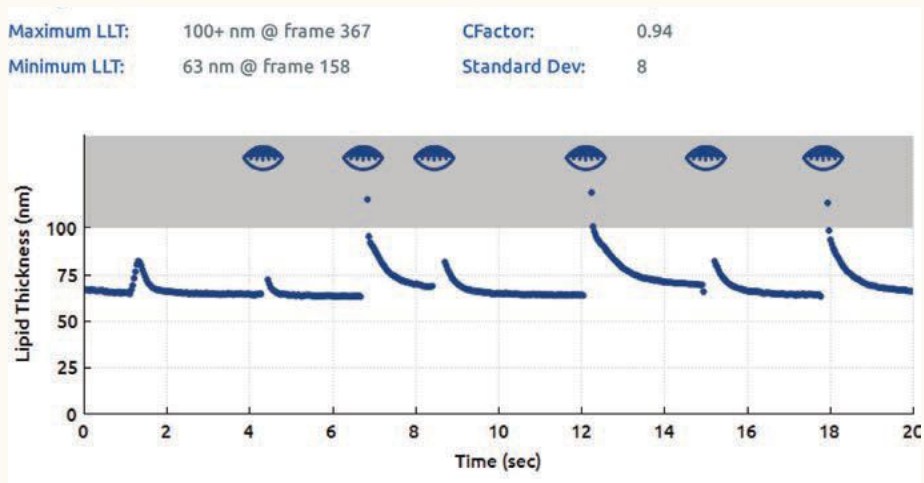 Maximum LLT: 100+ nm @ frame 367 CFactor: 0.94
Minimum LLT: 63 nm @ frame 158 Standard Dev: 8
Lipid Thickness (nm)
100
75
50
25
0
0 2 4 6 8 10 12 14 16 18 20
Time (sec)